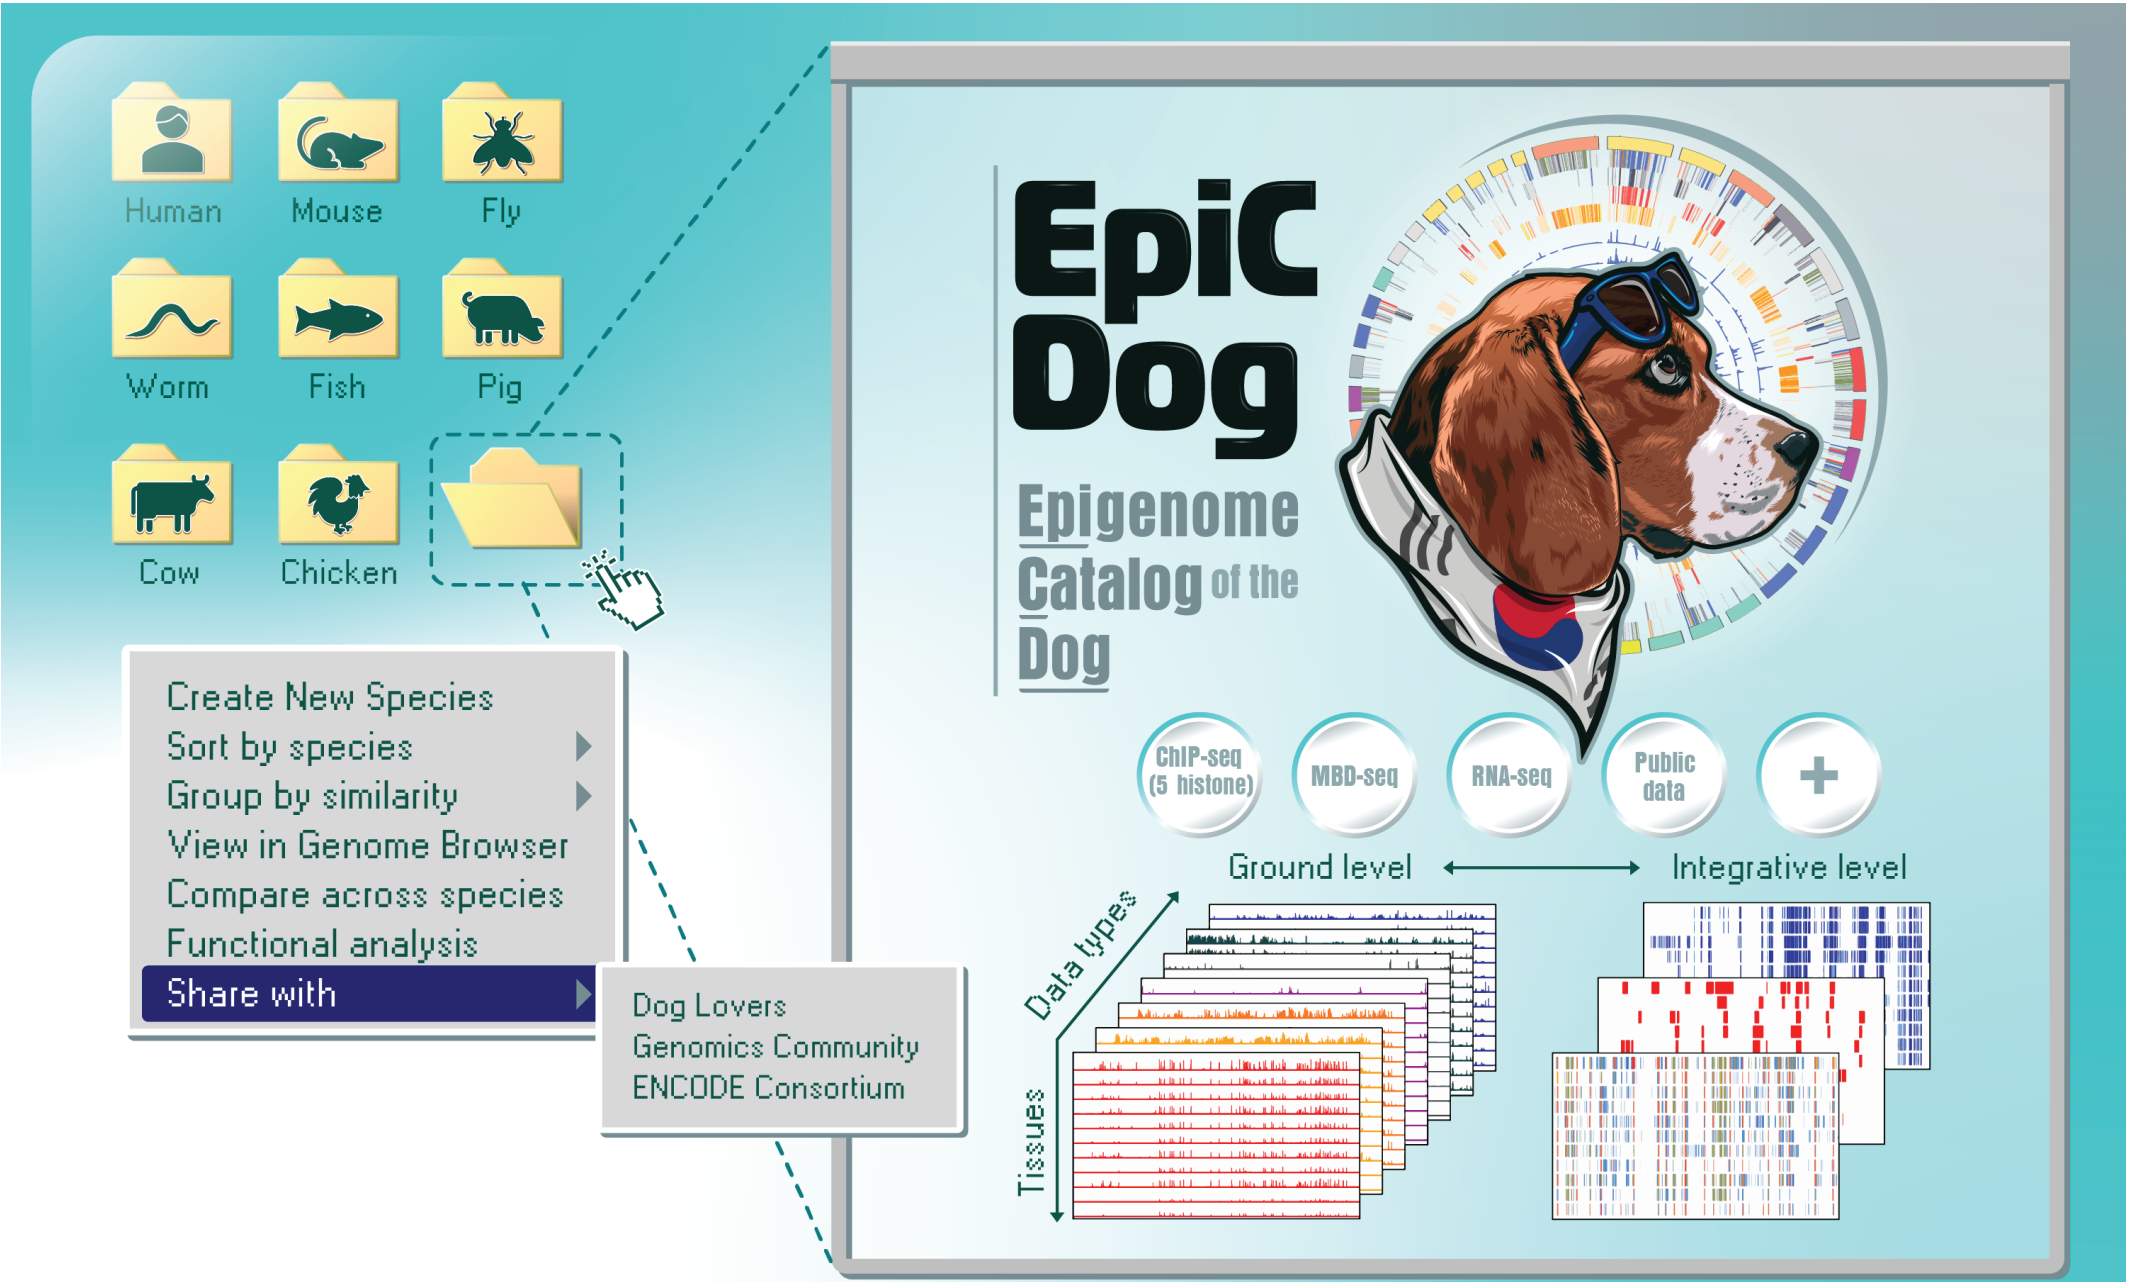 Human
Mouse
Fly
Worm
Fish
Pig
Cow
Chicken
Create New Species
Sort by species
Group by similarity
View in Genome Browser
Compare across species
Functional analysis
Share with
Dog Lovers
Genomics Community
ENCODE Consortium
EpiC
Dog
Epigenome
Catalog of the
Dog
ChIP-seq
(5 histone)
MBD-seq
RNA-seq
Public
data
+
Ground level
Integrative level
Data types
Tissues